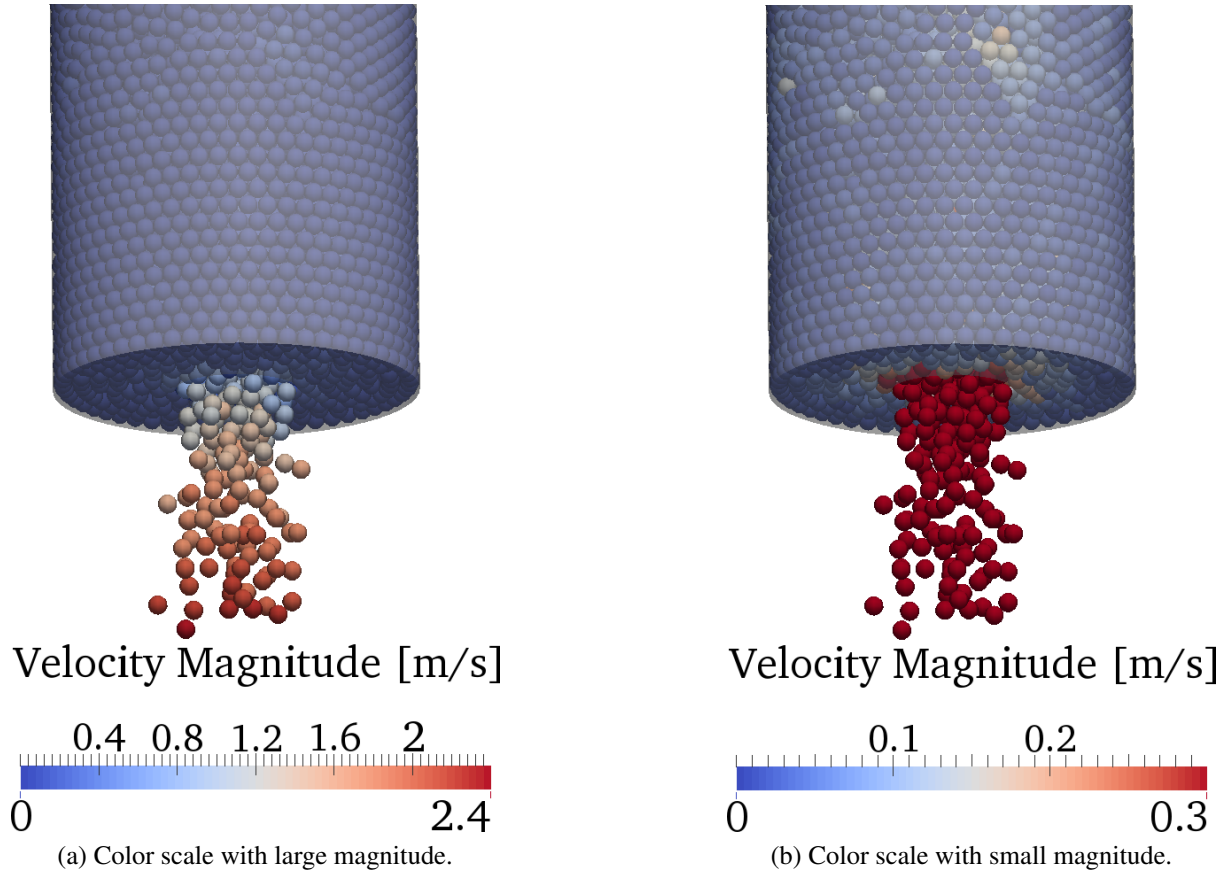 Velocity Magnitude [m/s]
0.4 0.8 1.2 1.6 2
0 2.4
(a) Color scale with large magnitude.
Velocity Magnitude [m/s]
0.1 0.2
0 0.3
(b) Color scale with small magnitude.